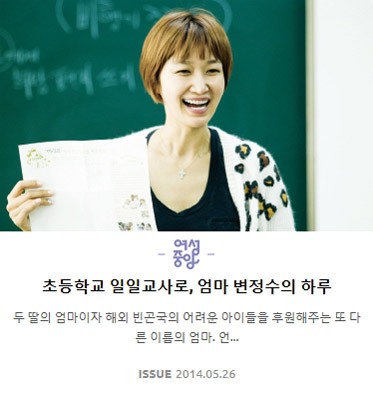 여성
중앙
초등학교 일일교사로, 엄마 변정수의 하루
두 딸의 엄마이자 해외 빈곤국의 어려운 아이들을 후원해주는 또 다
른 이름의 엄마. 언...
ISSUE 2014.05.26